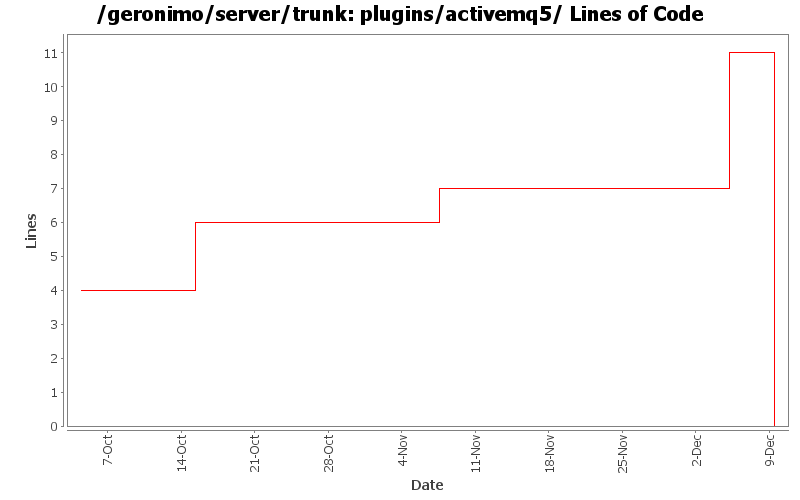 /geronimo/server/trunk: plugins/activemq5/ Lines of Code
11
10
9
8
7
6
5
4
3
2
1
0
Lines
7-Oct
14-Oct
21-Oct
28-Oct
4-Nov
11-Nov
18-Nov
25-Nov
2-Dec
9-Dec
Date